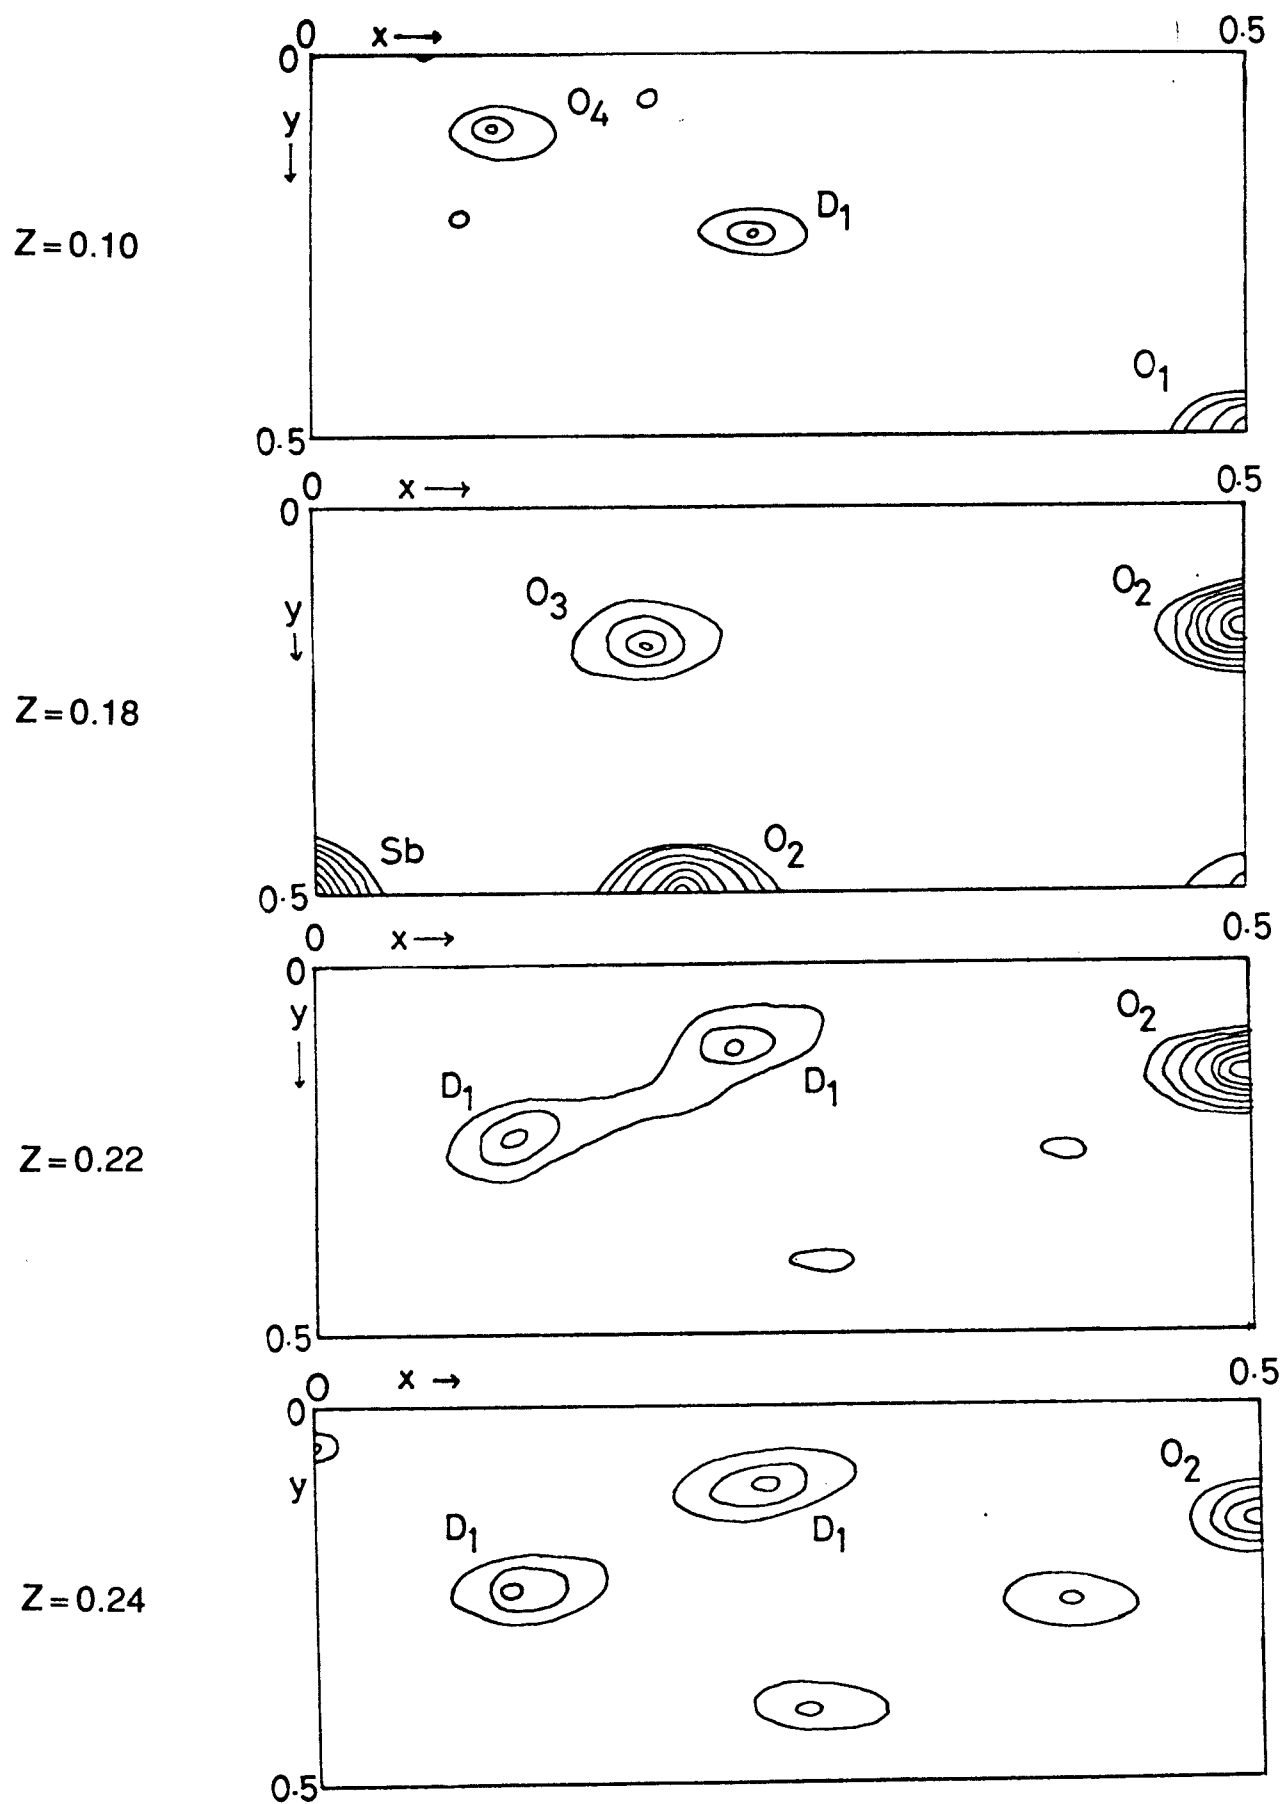 0 x → 0.5
0
O4
y ↓
D1
Z=0.10
O1
0.5
0 x → 0.5
0
O3 O2
y ↓
Z=0.18
Sb O2
0.5
0 x → 0.5
0
y ↓ O2
D1 D1
Z=0.22
0.5
0 x → 0.5
0
y O2
D1 D1
Z=0.24
0.5